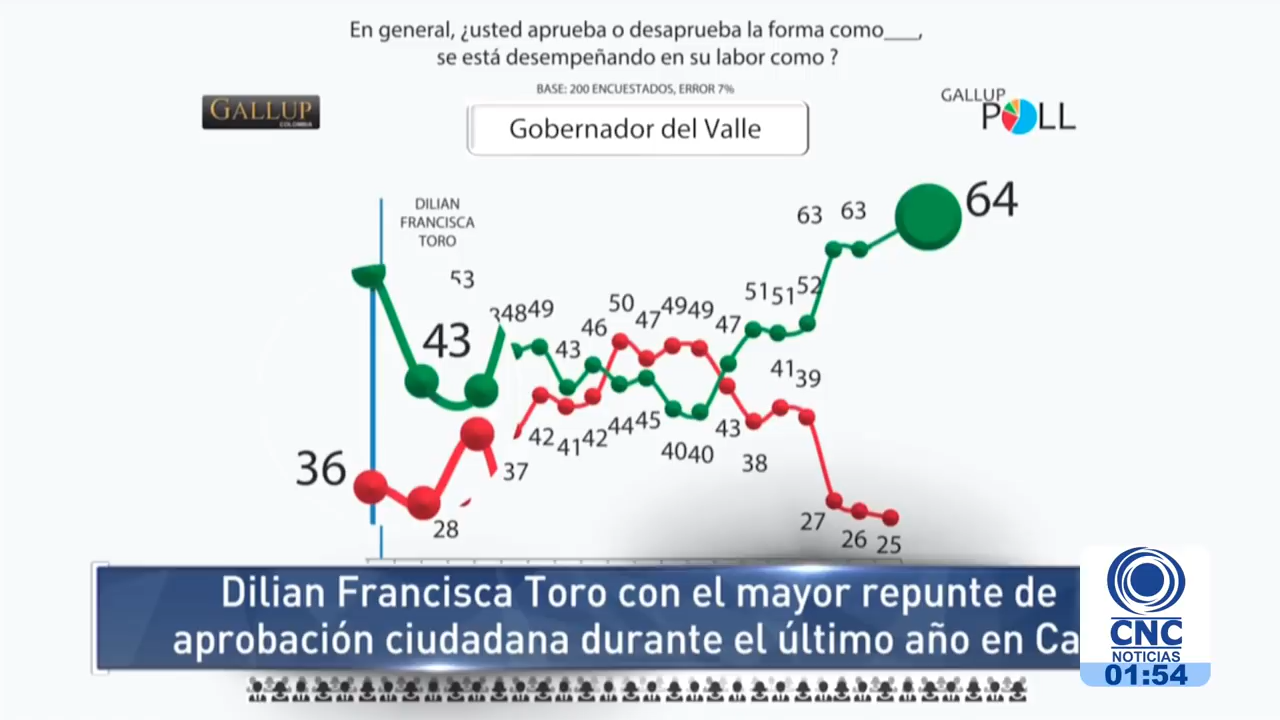 En general, ¿usted aprueba o desaprueba la forma como___,
se está desempeñando en su labor como ?
BASE: 200 ENCUESTADOS, ERROR 7%
GALLUP
COLOMBIA
GALLUP
POLL
Gobernador del Valle
DILIAN
FRANCISCA
TORO
64
63 63
53
51 51 52
50
49 49
47
47
48 49
46
43
43
41 39
42 41 42 44 45
43
40 40
38
37
36
28
27 26 25
Dilian Francisca Toro con el mayor repunte de
aprobación ciudadana durante el último año en Ca
CNC
NOTICIAS
01:54